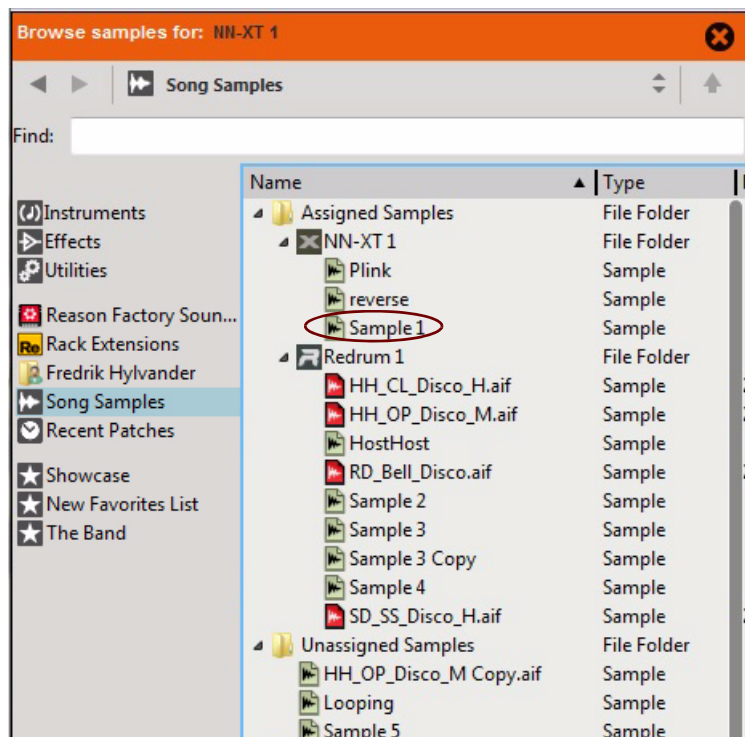 Browse samples for: NN-XT 1
Song Samples
Find:
Name Type
Instruments
Effects
Utilities
Reason Factory Soun...
Re Rack Extensions
Fredrik Hylvander
Song Samples
Recent Patches
Showcase
New Favorites List
The Band
Assigned Samples File Folder
NN-XT 1 File Folder
Plink Sample
reverse Sample
Sample 1 Sample
Redrum 1 File Folder
HH_CL_Disco_H.aif Sample
HH_OP_Disco_M.aif Sample
HostHost Sample
RD_Bell_Disco.aif Sample
Sample 2 Sample
Sample 3 Sample
Sample 3 Copy Sample
Sample 4 Sample
SD_SS_Disco_H.aif Sample
Unassigned Samples File Folder
HH_OP_Disco_M Copy.aif Sample
Looping Sample
Sample 5 Sample